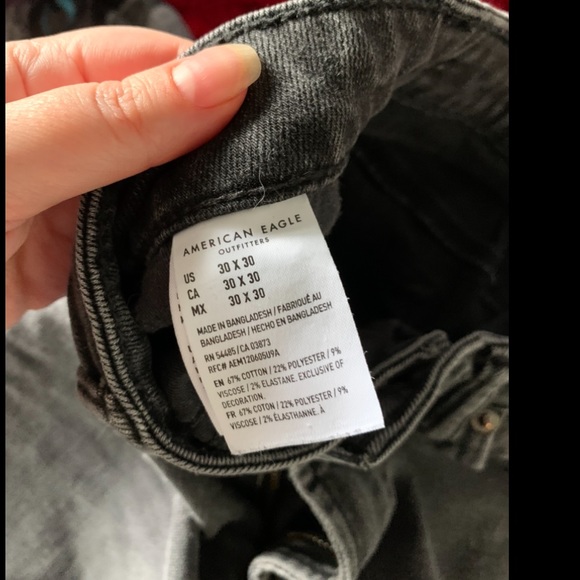 AMERICAN EAGLE
OUTFITTERS
US 30 X 30
CA 30 X 30
MX 30 X 30
MADE IN BANGLADESH / FABRIQUÉ AU
BANGLADESH / HECHO EN BANGLADESH
RN 54485 / CA 03873
RFC# AEM120605U9A
EN 67% COTTON / 22% POLYESTER / 9%
VISCOSE / 2% ELASTANE. EXCLUSIVE OF
DECORATION.
FR 67% COTON / 22% POLYESTER / 9%
VISCOSE / 2% ÉLASTHANNE. À